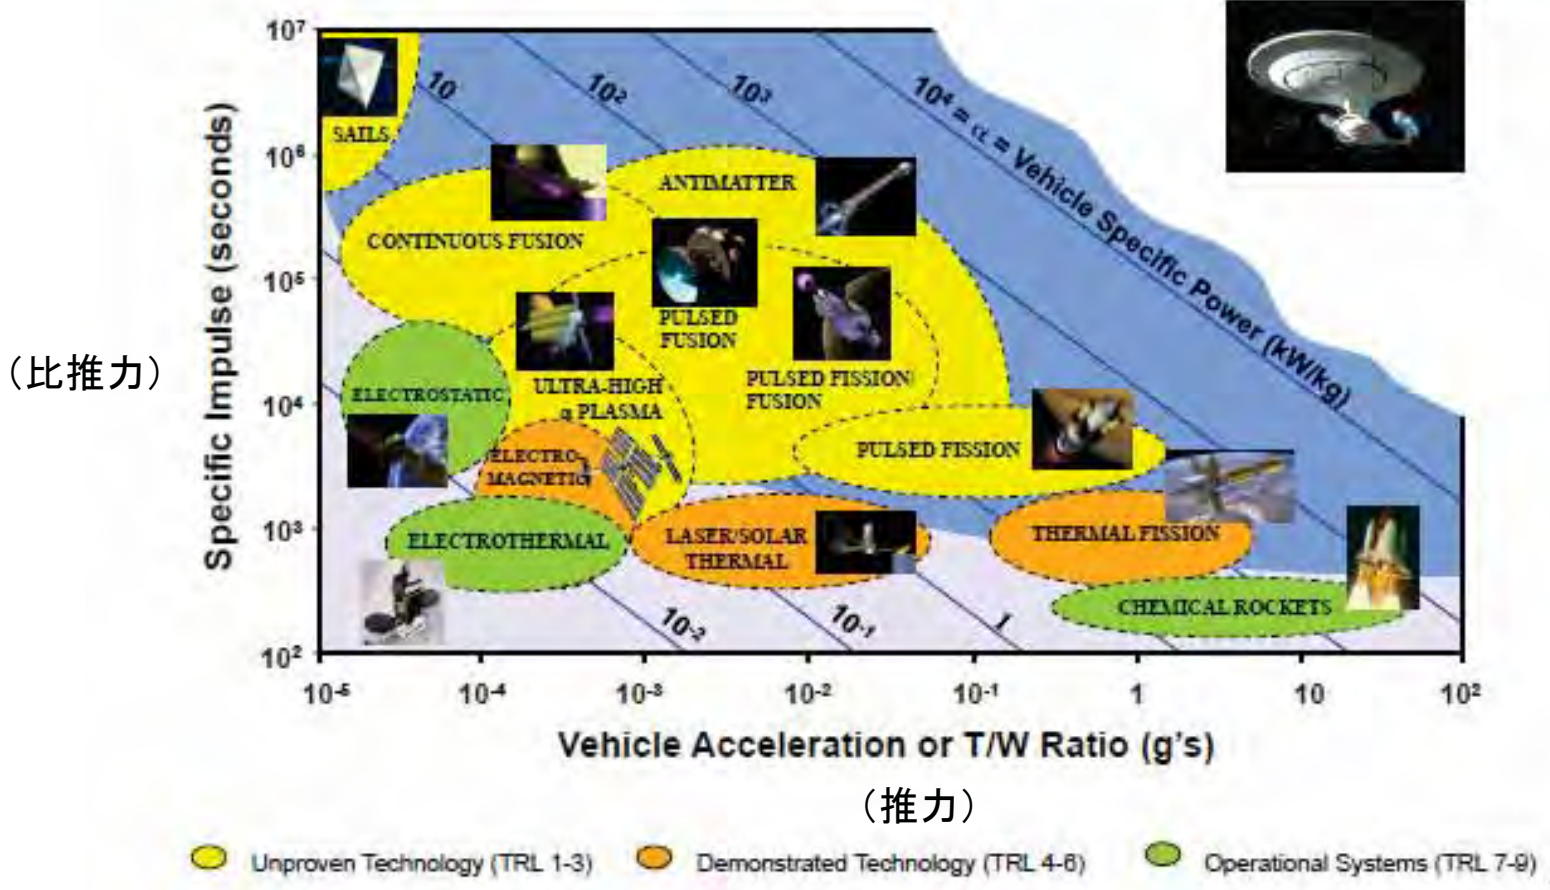 10⁷
10⁶
10⁵
10⁴
10³
10²
Specific Impulse (seconds)
（比推力）
SAILS
10
10²
10³
10⁴ = α = Vehicle Specific Power (kW/kg)
ANTIMATTER
CONTINUOUS FUSION
PULSED
FUSION
PULSED FISSION/
FUSION
ULTRA-HIGH
α PLASMA
ELECTROSTATIC
PULSED FISSION
ELECTRO-
MAGNETIC
ELECTROTHERMAL
LASER/SOLAR
THERMAL
THERMAL FISSION
CHEMICAL ROCKETS
10⁻²
10⁻¹
1
10⁻⁵
10⁻⁴
10⁻³
10⁻²
10⁻¹
1
10
10²
Vehicle Acceleration or T/W Ratio (g's)
（推力）
Unproven Technology (TRL 1-3)
Demonstrated Technology (TRL 4-6)
Operational Systems (TRL 7-9)